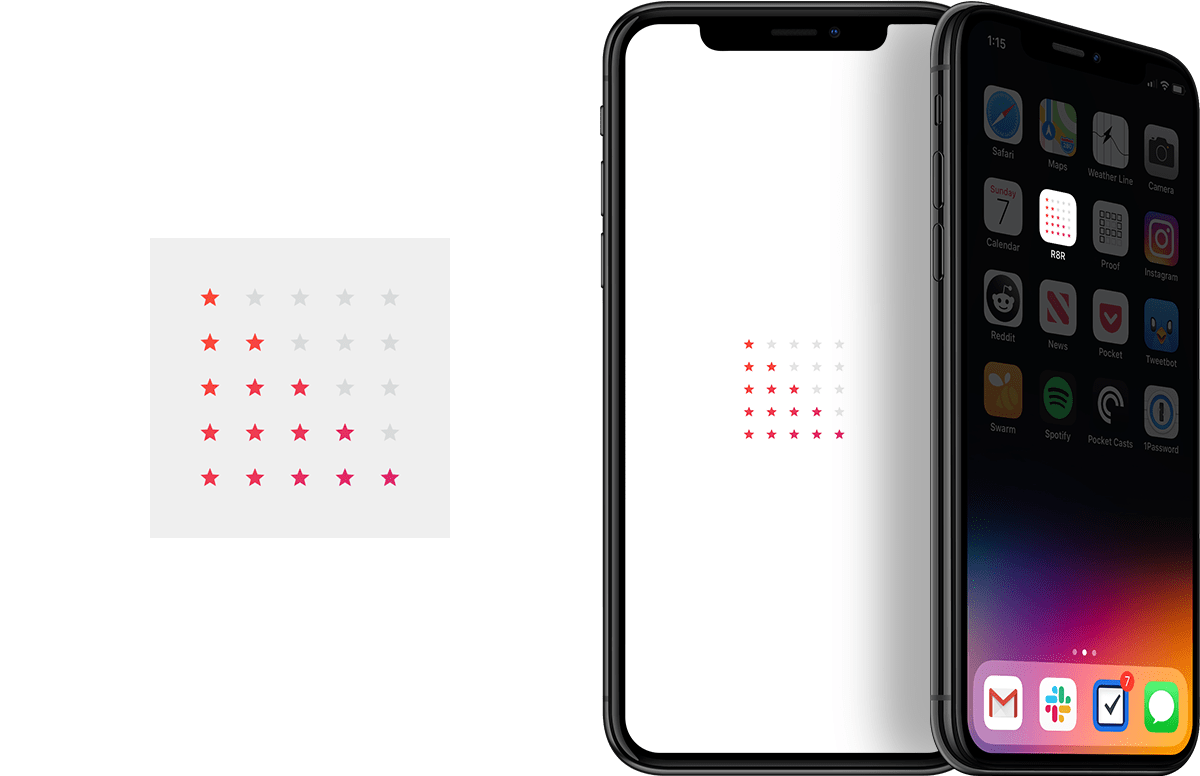 1:15
Safari
Maps
Weather Line
Camera
Sunday
7
Calendar
R8R
Proof
Instagram
Reddit
News
Pocket
Tweetbot
Swarm
Spotify
Pocket Casts
1Password
7